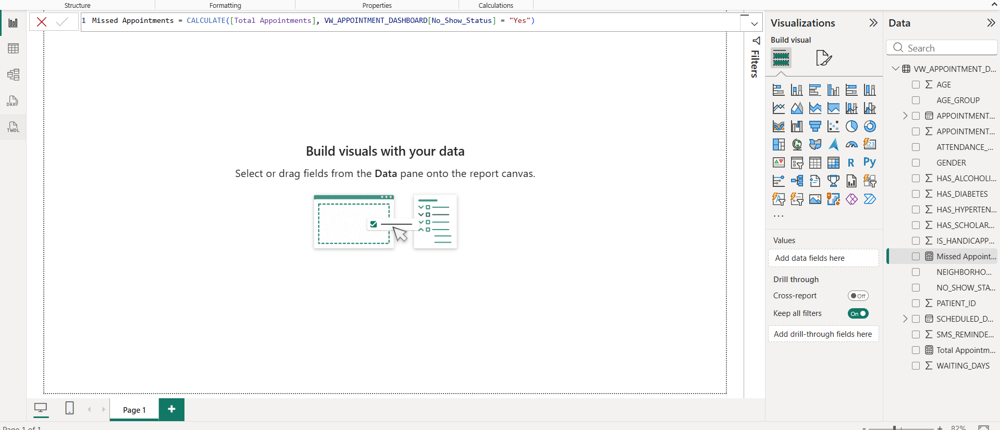 Structure
Formatting
Properties
Calculations
1 Missed Appointments = CALCULATE([Total Appointments], VW_APPOINTMENT_DASHBOARD[No_Show_Status] = "Yes")
DAX
TMDL
Build visuals with your data
Select or drag fields from the Data pane onto the report canvas.
Filters
Visualizations
Build visual
123
R
Py
...
Values
Add data fields here
Drill through
Cross-report
Off
Keep all filters
On
Add drill-through fields here
Data
Search
VW_APPOINTMENT_D...
AGE
AGE_GROUP
APPOINTMENT...
APPOINTMENT...
ATTENDANCE_...
GENDER
HAS_ALCOHOLI...
HAS_DIABETES
HAS_HYPERTEN...
HAS_SCHOLAR...
IS_HANDICAPP...
Missed Appoint...
NEIGHBORHO...
NO_SHOW_STA...
PATIENT_ID
SCHEDULED_D...
SMS_REMINDE...
Total Appointm...
WAITING_DAYS
Page 1
Page 1 of 1
82%